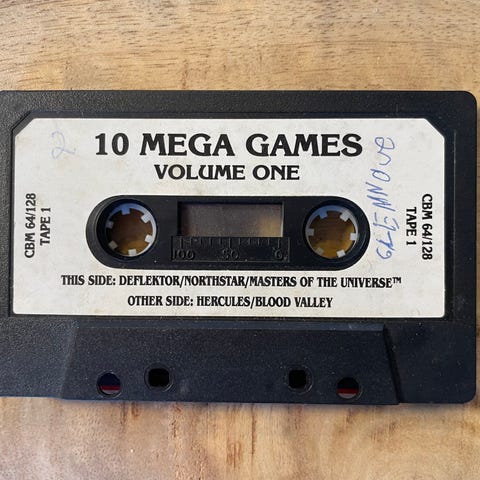 10 MEGA GAMES
VOLUME ONE
CBM 64/128
TAPE 1
CBM 64/128
TAPE 1
100 50 0
THIS SIDE: DEFLEKTOR/NORTHSTAR/MASTERS OF THE UNIVERSE™
OTHER SIDE: HERCULES/BLOOD VALLEY